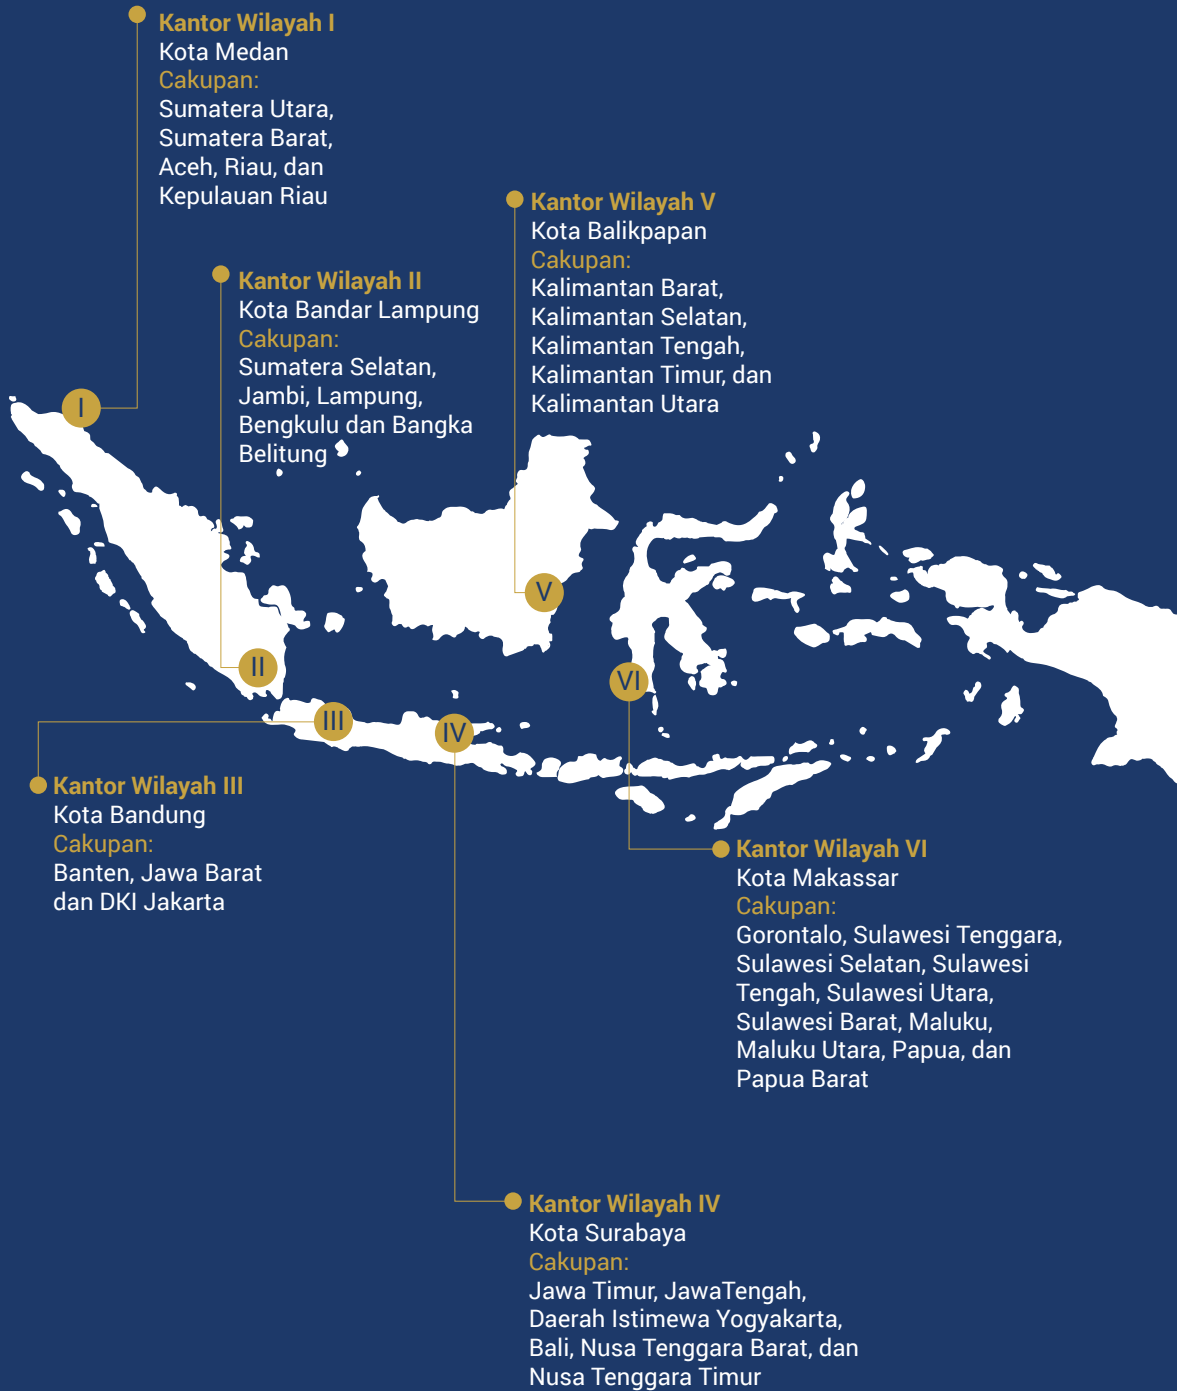 Kantor Wilayah I
Kota Medan
Cakupan:
Sumatera Utara,
Sumatera Barat,
Aceh, Riau, dan
Kepulauan Riau
Kantor Wilayah V
Kota Balikpapan
Cakupan:
Kalimantan Barat,
Kalimantan Selatan,
Kalimantan Tengah,
Kalimantan Timur, dan
Kalimantan Utara
Kantor Wilayah II
Kota Bandar Lampung
Cakupan:
Sumatera Selatan,
Jambi, Lampung,
Bengkulu dan Bangka
Belitung
I
V
II
VI
III
IV
Kantor Wilayah III
Kota Bandung
Cakupan:
Banten, Jawa Barat
dan DKI Jakarta
Kantor Wilayah VI
Kota Makassar
Cakupan:
Gorontalo, Sulawesi Tenggara,
Sulawesi Selatan, Sulawesi
Tengah, Sulawesi Utara,
Sulawesi Barat, Maluku,
Maluku Utara, Papua, dan
Papua Barat
Kantor Wilayah IV
Kota Surabaya
Cakupan:
Jawa Timur, JawaTengah,
Daerah Istimewa Yogyakarta,
Bali, Nusa Tenggara Barat, dan
Nusa Tenggara Timur